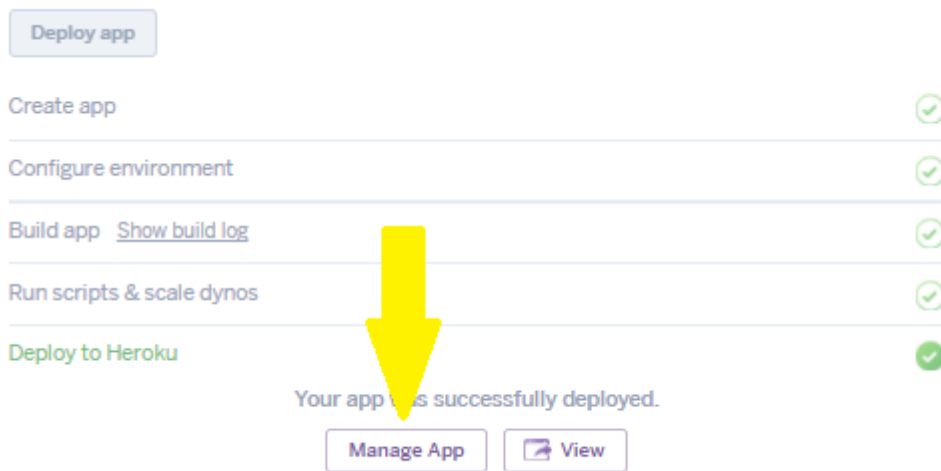 Deploy app
Create app
Configure environment
Build app Show build log
Run scripts & scale dynos
Deploy to Heroku
Your app successfully deployed.
Manage App View